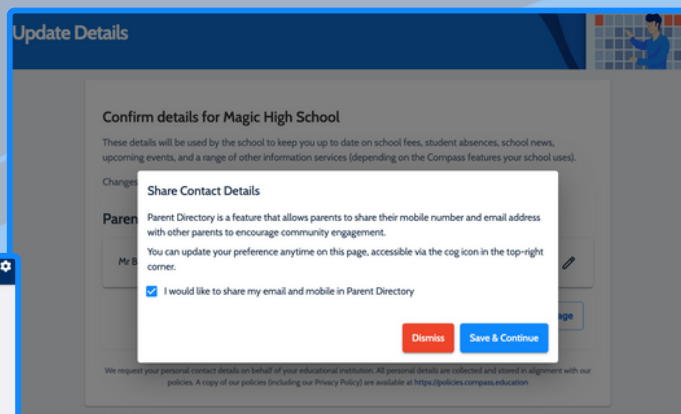 Update Details
Confirm details for Magic High School
These details will be used by the school to keep you up to date on school fees, student absences, school news,
upcoming events, and a range of other information services (depending on the Compass features your school uses).
Changes
Share Contact Details
Parent Directory is a feature that allows parents to share their mobile number and email address
with other parents to encourage community engagement.
You can update your preference anytime on this page, accessible via the cog icon in the top-right
corner.
I would like to share my email and mobile in Parent Directory
Dismiss
Save & Continue
Paren
Mr B
age
We request your personal contact details on behalf of your educational institution. All personal details are collected and stored in alignment with our
policies. A copy of our policies (including our Privacy Policy) are available at https://policies.compass.education